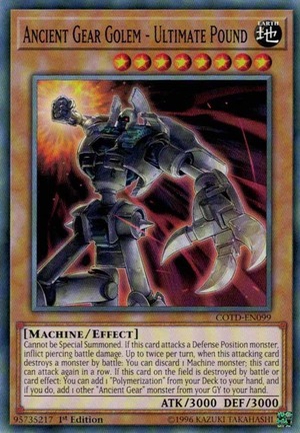 ANCIENT GEAR GOLEM - ULTIMATE POUND
EARTH
地
COTD-EN099
[MACHINE/EFFECT]
Cannot be Special Summoned. If this card attacks a Defense Position monster,
inflict piercing battle damage. Up to twice per turn, when this attacking card
destroys a monster by battle: You can discard 1 Machine monster; this card
can attack again in a row. If this card on the field is destroyed by battle or
card effect: You can add 1 "Polymerization" from your Deck to your hand, and
if you do, add 1 other "Ancient Gear" monster from your GY to your hand.
ATK/3000 DEF/3000
95735217 1st Edition ©1996 KAZUKI TAKAHASHI